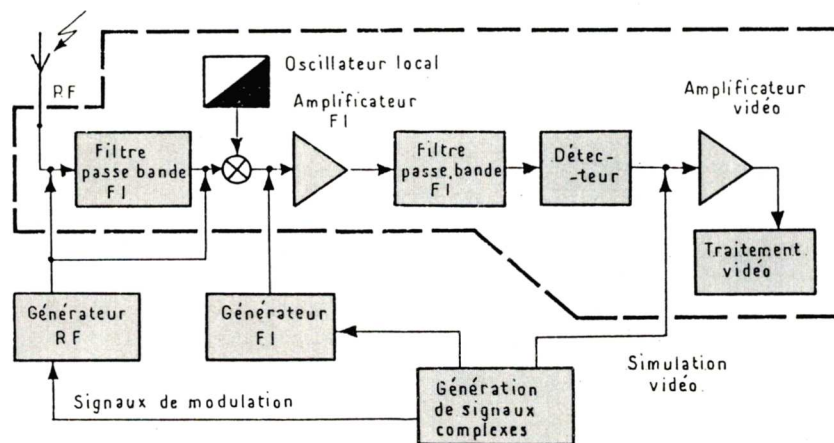 Oscillateur local
RF
Amplificateur
FI
Amplificateur
vidéo
Filtre
passe bande
FI
Filtre
passe,bande
FI
Détec-
-teur
Traitement
vidéo
Générateur
RF
Générateur
FI
Simulation
vidéo.
Signaux de modulation
Génération
de signaux
complexes